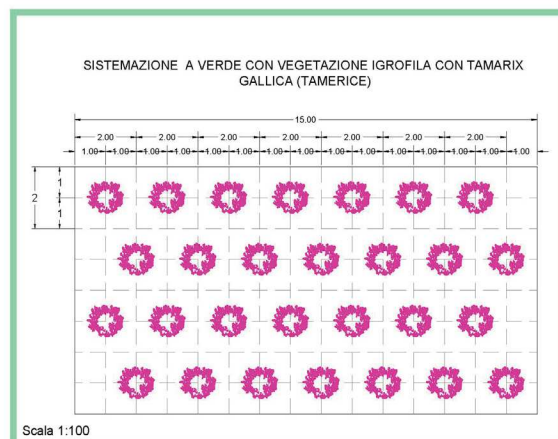 SISTEMAZIONE A VERDE CON VEGETAZIONE IGROFILA CON TAMARIX
GALLICA (TAMERICE)
15.00
2.00 2.00 2.00 2.00 2.00 2.00 2.00
1.00 1.00 1.00 1.00 1.00 1.00 1.00 1.00 1.00 1.00 1.00 1.00 1.00 1.00 1.00
1
2
1
Scala 1:100